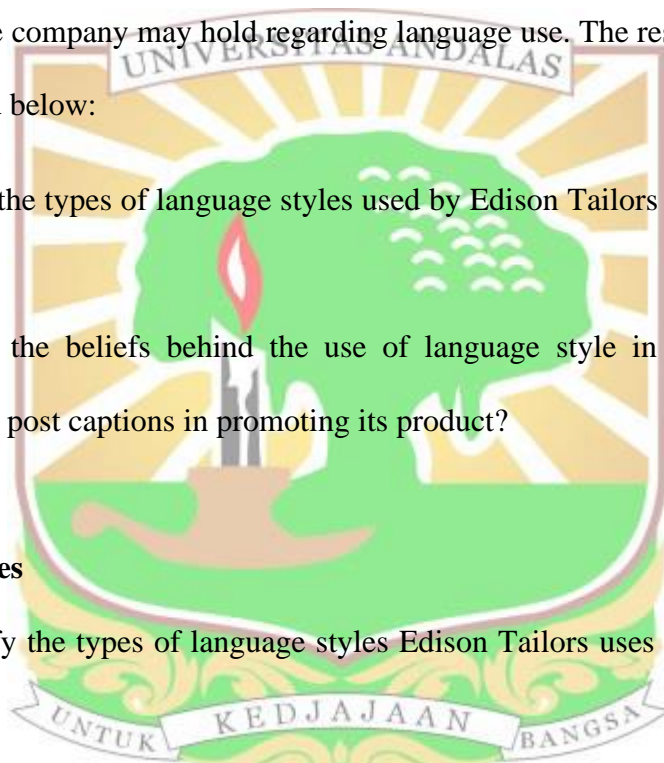 e company may hold regarding language use. The res
UNIVERSITAS ANDALAS
below:
the types of language styles used by Edison Tailors
the beliefs behind the use of language style in
post captions in promoting its product?
es
fy the types of language styles Edison Tailors uses
UNTUK KEDJAJAAN BANGSA